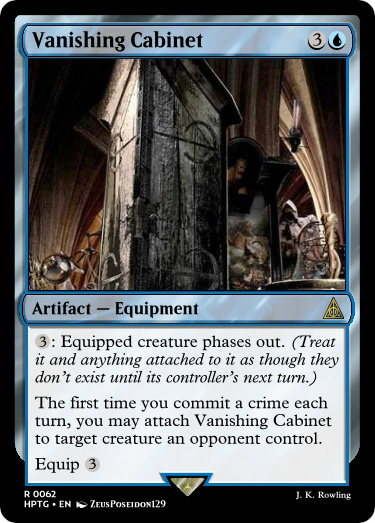 Vanishing Cabinet 3
Artifact — Equipment
3: Equipped creature phases out. (Treat
it and anything attached to it as though they
don't exist until its controller's next turn.)
The first time you commit a crime each
turn, you may attach Vanishing Cabinet
to target creature an opponent control.
Equip 3
R 0062
HPTG • EN ZEUSPOSEIDON129
J. K. Rowling